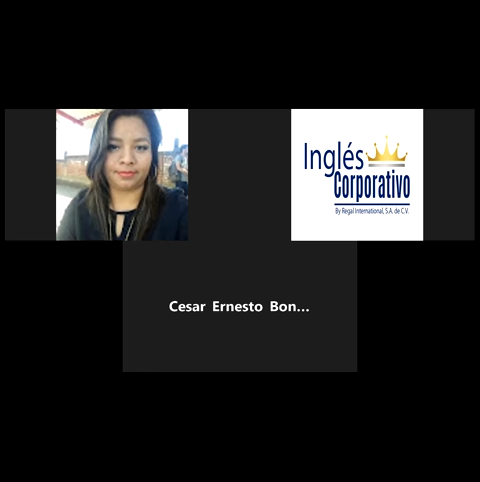 Inglés
Corporativo
By Regal International, S.A. de C.V.
Cesar Ernesto Bon...